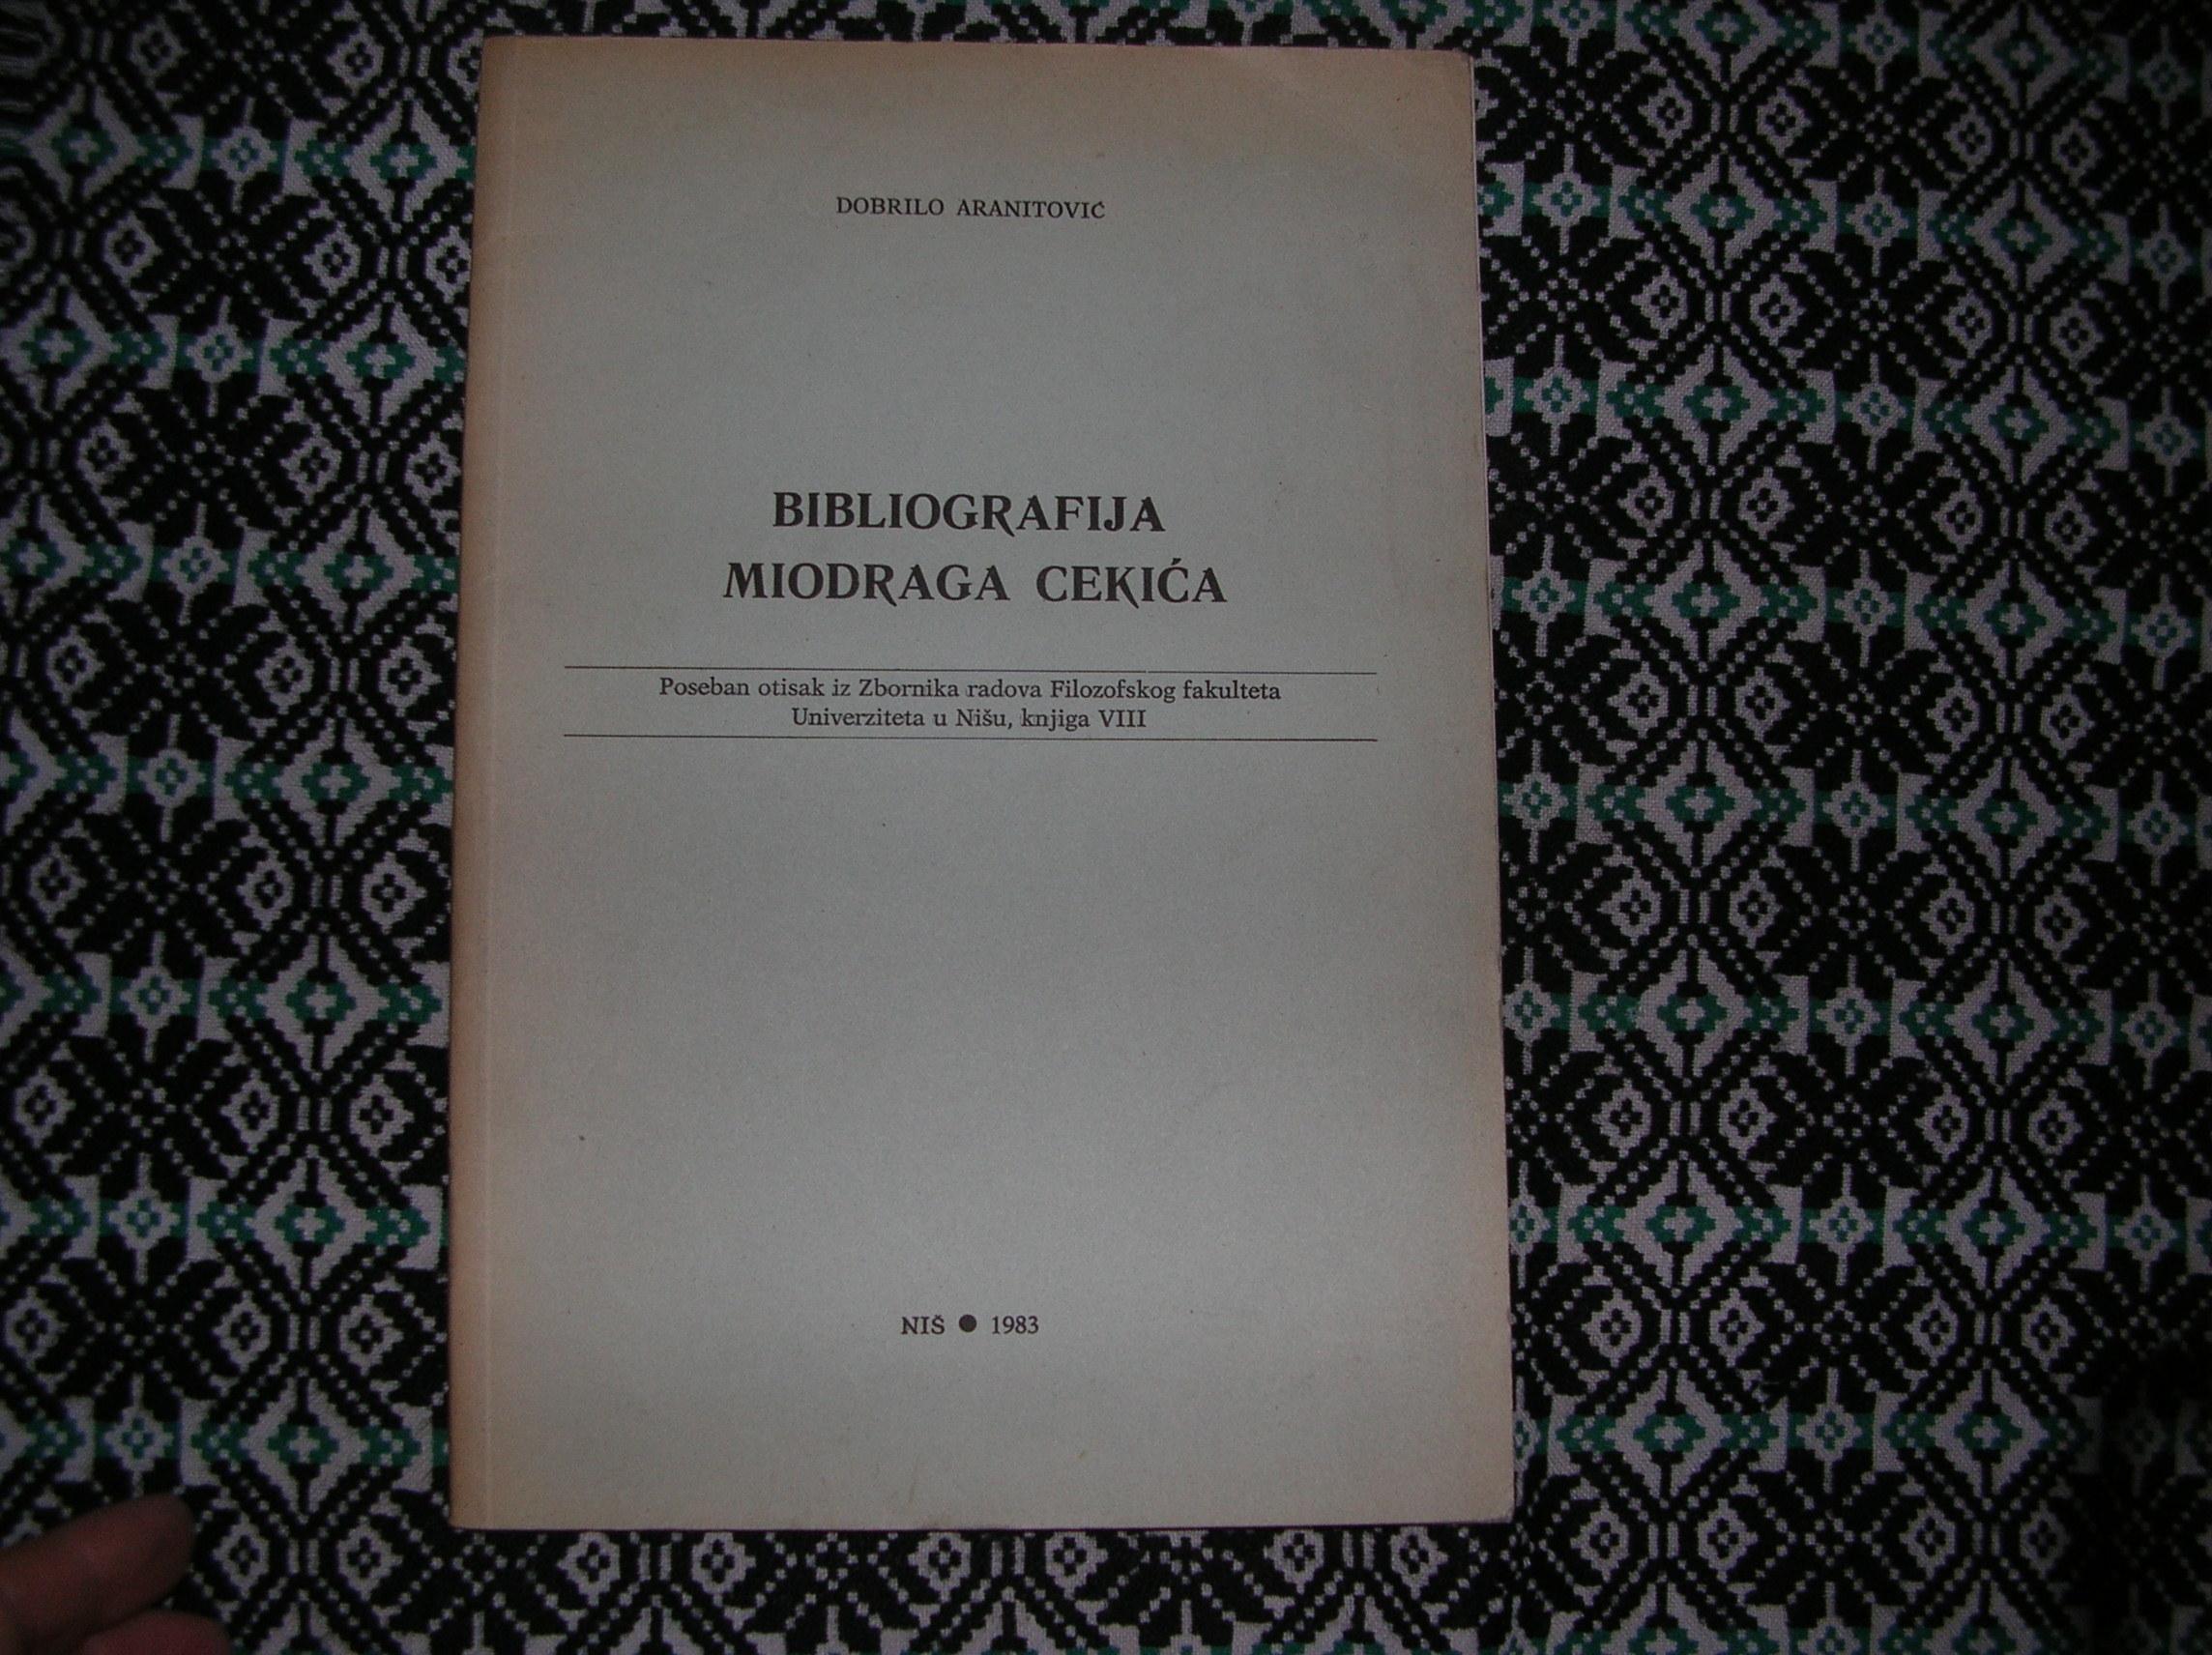 DOBRILO ARANITOVIĆ
BIBLIOGRAFIJA
MIODRAGA CEKIĆA
Poseban otisak iz Zbornika radova Filozofskog fakulteta
Univerziteta u Nišu, knjiga VIII
NIŠ ● 1983